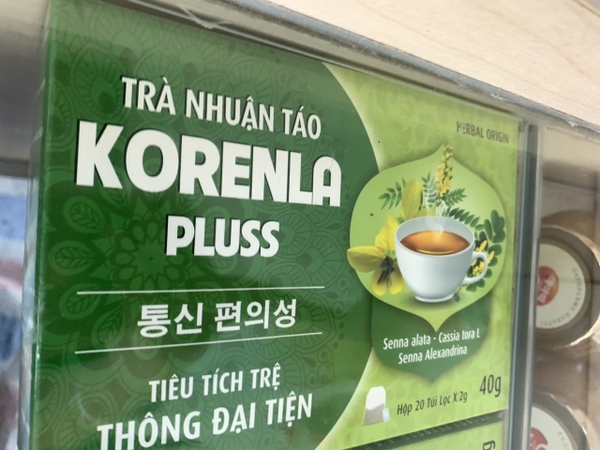 TRÀ NHUẬN TÁO
KORENLA
PLUSS
통신 편의성
TIÊU TÍCH TRỆ
THÔNG ĐẠI TIỆN
HERBAL ORIGIN
Senna alata - Cassia tora L
Senna Alexandrina
Hộp 20 Túi Lọc X 2g
40g